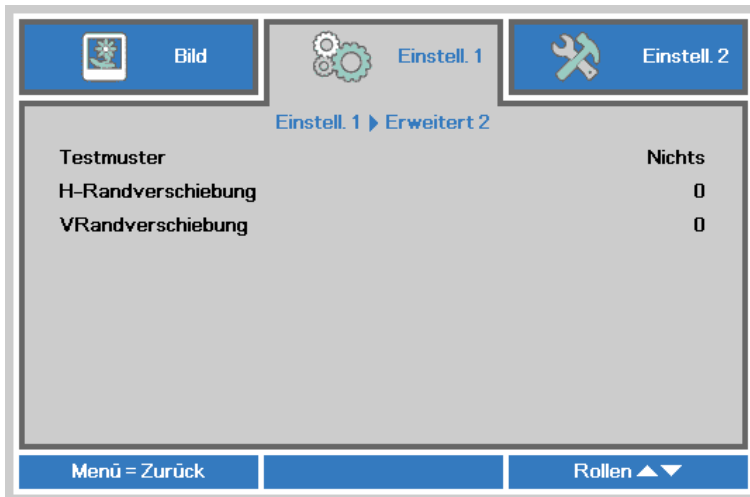 Bild
Einstell. 1
Einstell. 2
Einstell. 1 ▶ Erweitert 2
Testmuster Nichts
H-Randverschiebung 0
VRandverschiebung 0
Menü = Zurück
Rollen ▲▼